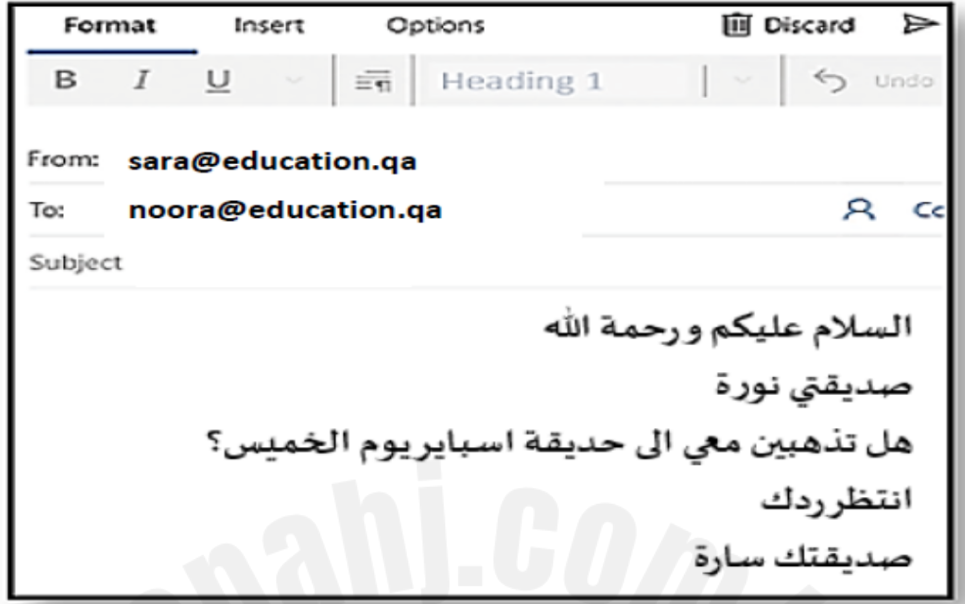 Format Insert Options Discard
B I U Heading 1 Undo
From: sara@education.qa
To: noora@education.qa Cc
Subject
السلام عليكم ورحمة الله
صديقتي نورة
هل تذهبين معي الى حديقة اسباير يوم الخميس؟
انتظر ردك
صديقتك سارة